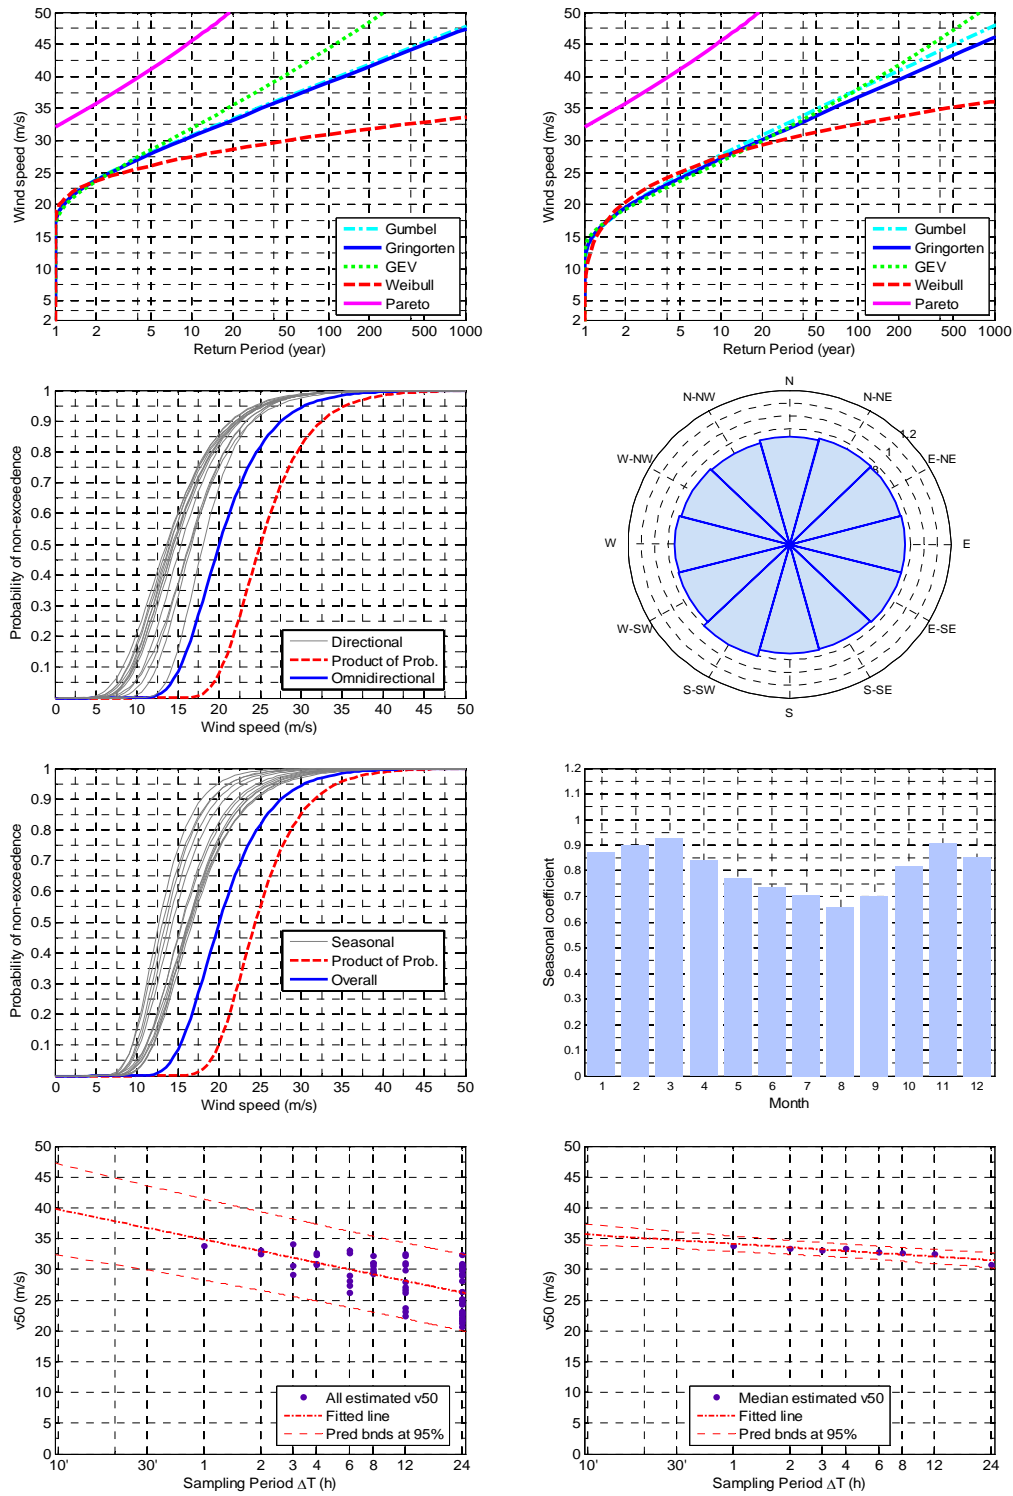 50
45
40
35
30
25
20
15
10
5
2
Wind speed (m/s)
Gumbel
Gringorten
GEV
Weibull
Pareto
1 2 5 10 20 50 100 200 500 1000
Return Period (year)
50
45
40
35
30
25
20
15
10
5
2
Wind speed (m/s)
Gumbel
Gringorten
GEV
Weibull
Pareto
1 2 5 10 20 50 100 200 500 1000
Return Period (year)
1
0.9
0.8
0.7
0.6
0.5
0.4
0.3
0.2
0.1
Probability of non-exceedence
Directional
Product of Prob.
Omnidirectional
0 5 10 15 20 25 30 35 40 45 50
Wind speed (m/s)
N
N-NW N-NE
1.2
W-NW 1 E-NE
W E
W-SW E-SE
S-SW S-SE
S
1
0.9
0.8
0.7
0.6
0.5
0.4
0.3
0.2
0.1
Probability of non-exceedence
Seasonal
Product of Prob.
Overall
0 5 10 15 20 25 30 35 40 45 50
Wind speed (m/s)
1.2
1.1
1
0.9
0.8
0.7
0.6
0.5
0.4
0.3
0.2
0.1
0
Seasonal coefficient
1 2 3 4 5 6 7 8 9 10 11 12
Month
50
45
40
35
30
25
20
15
10
5
0
v50 (m/s)
All estimated v50
Fitted line
Pred bnds at 95%
10' 30' 1 2 3 4 6 8 12 24
Sampling Period ΔT (h)
50
45
40
35
30
25
20
15
10
5
0
v50 (m/s)
Median estimated v50
Fitted line
Pred bnds at 95%
10' 30' 1 2 3 4 6 8 12 24
Sampling Period ΔT (h)